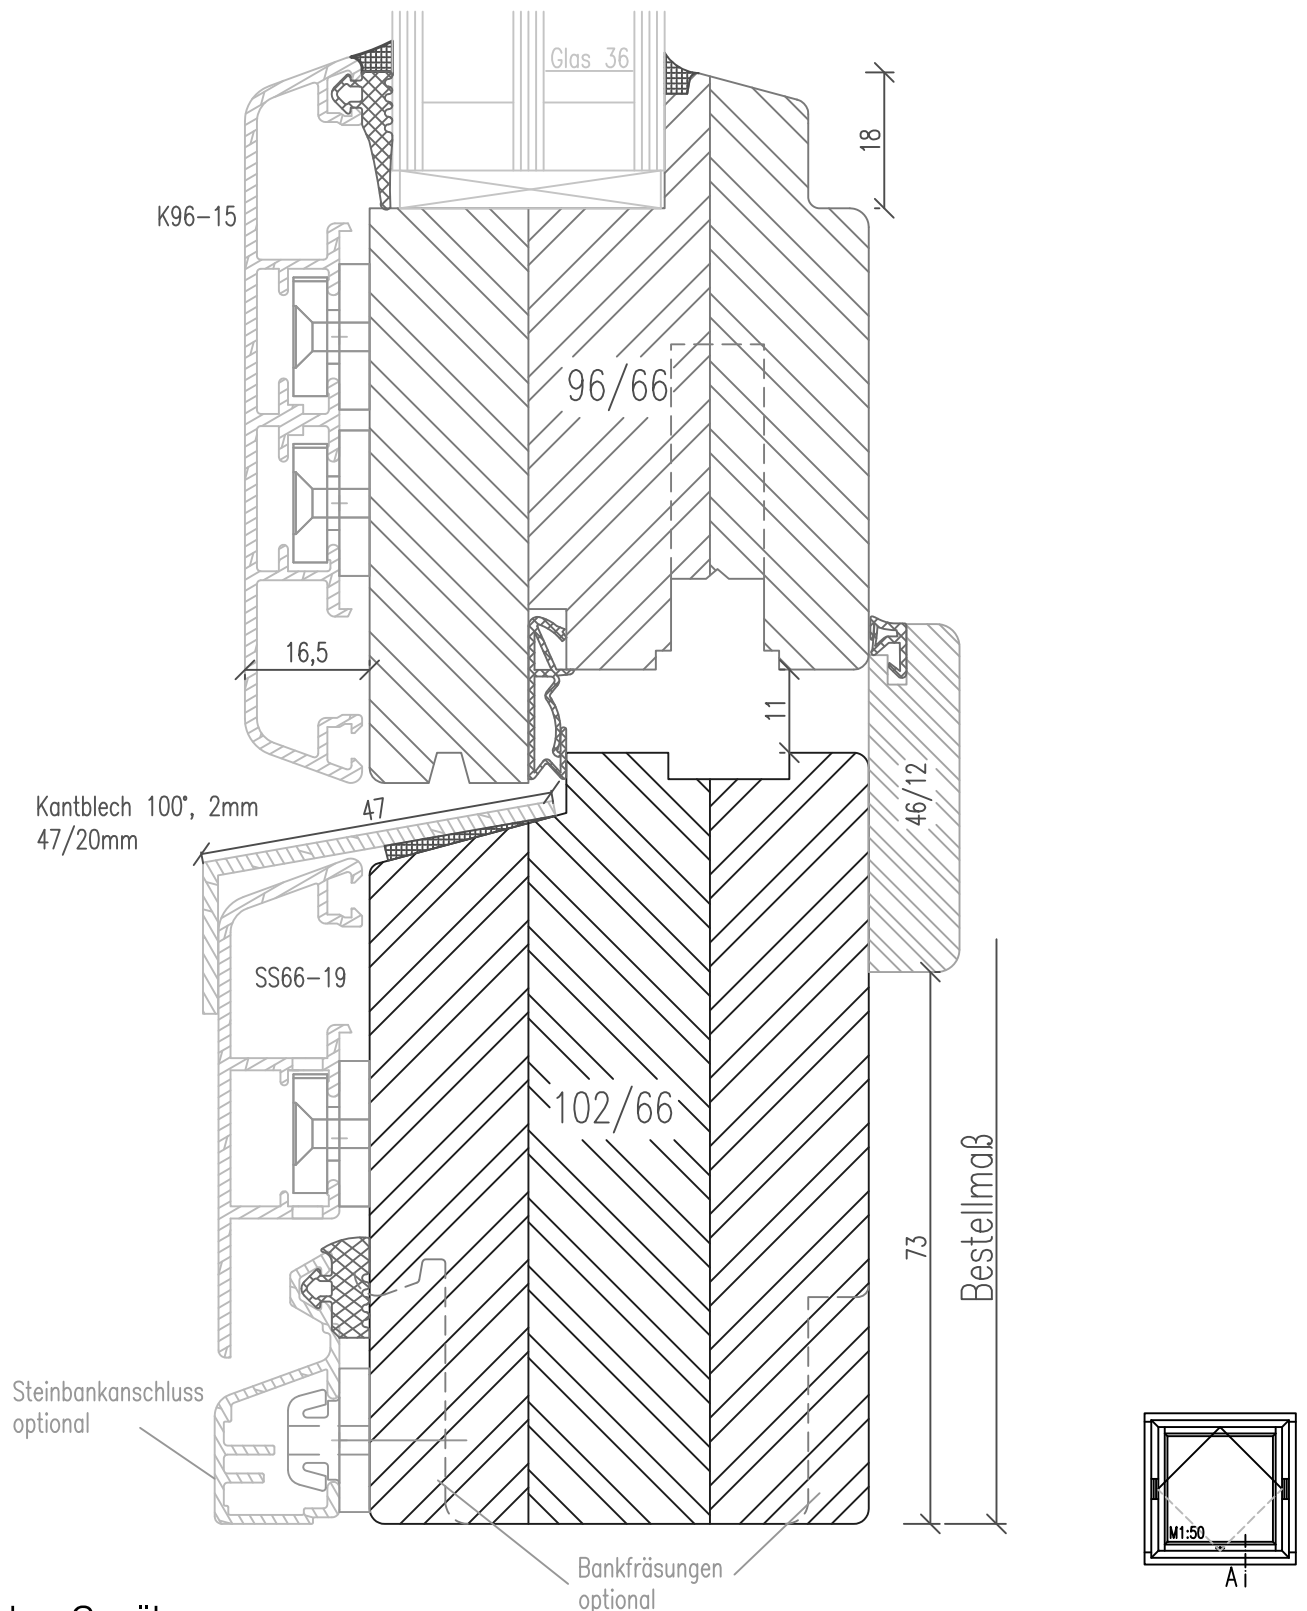 Glas 36
18
K96-15
96/66
16,5
11
Kantblech 100°, 2mm
47/20mm
47
46/12
SS66-19
102/66
73
Bestellmaß
Steinbankanschluss
optional
M1:50
A
Bankfräsungen
optional